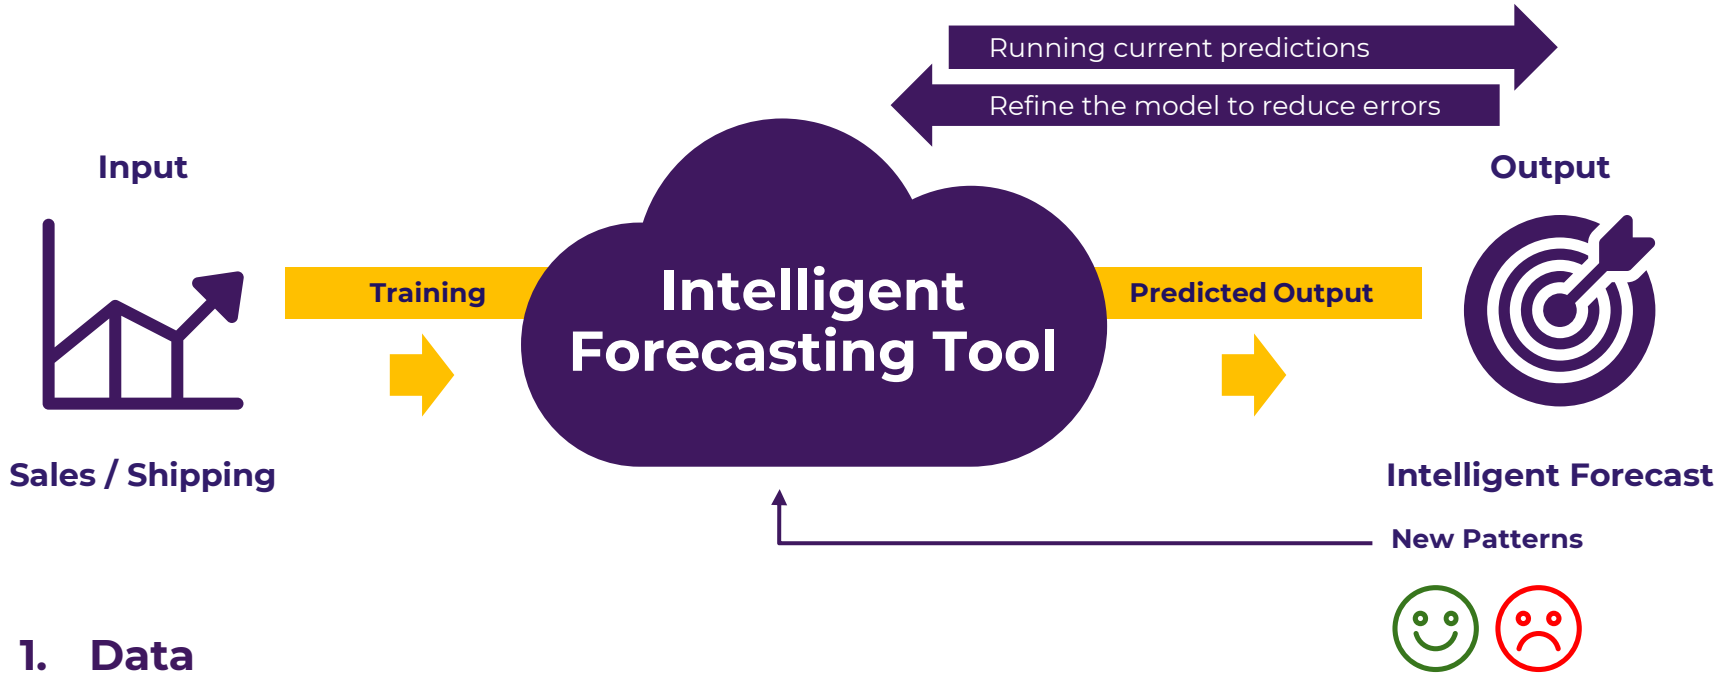 Running current predictions
Refine the model to reduce errors
Input
Output
Training
Intelligent
Forecasting Tool
Predicted Output
Sales / Shipping
Intelligent Forecast
New Patterns
1. Data